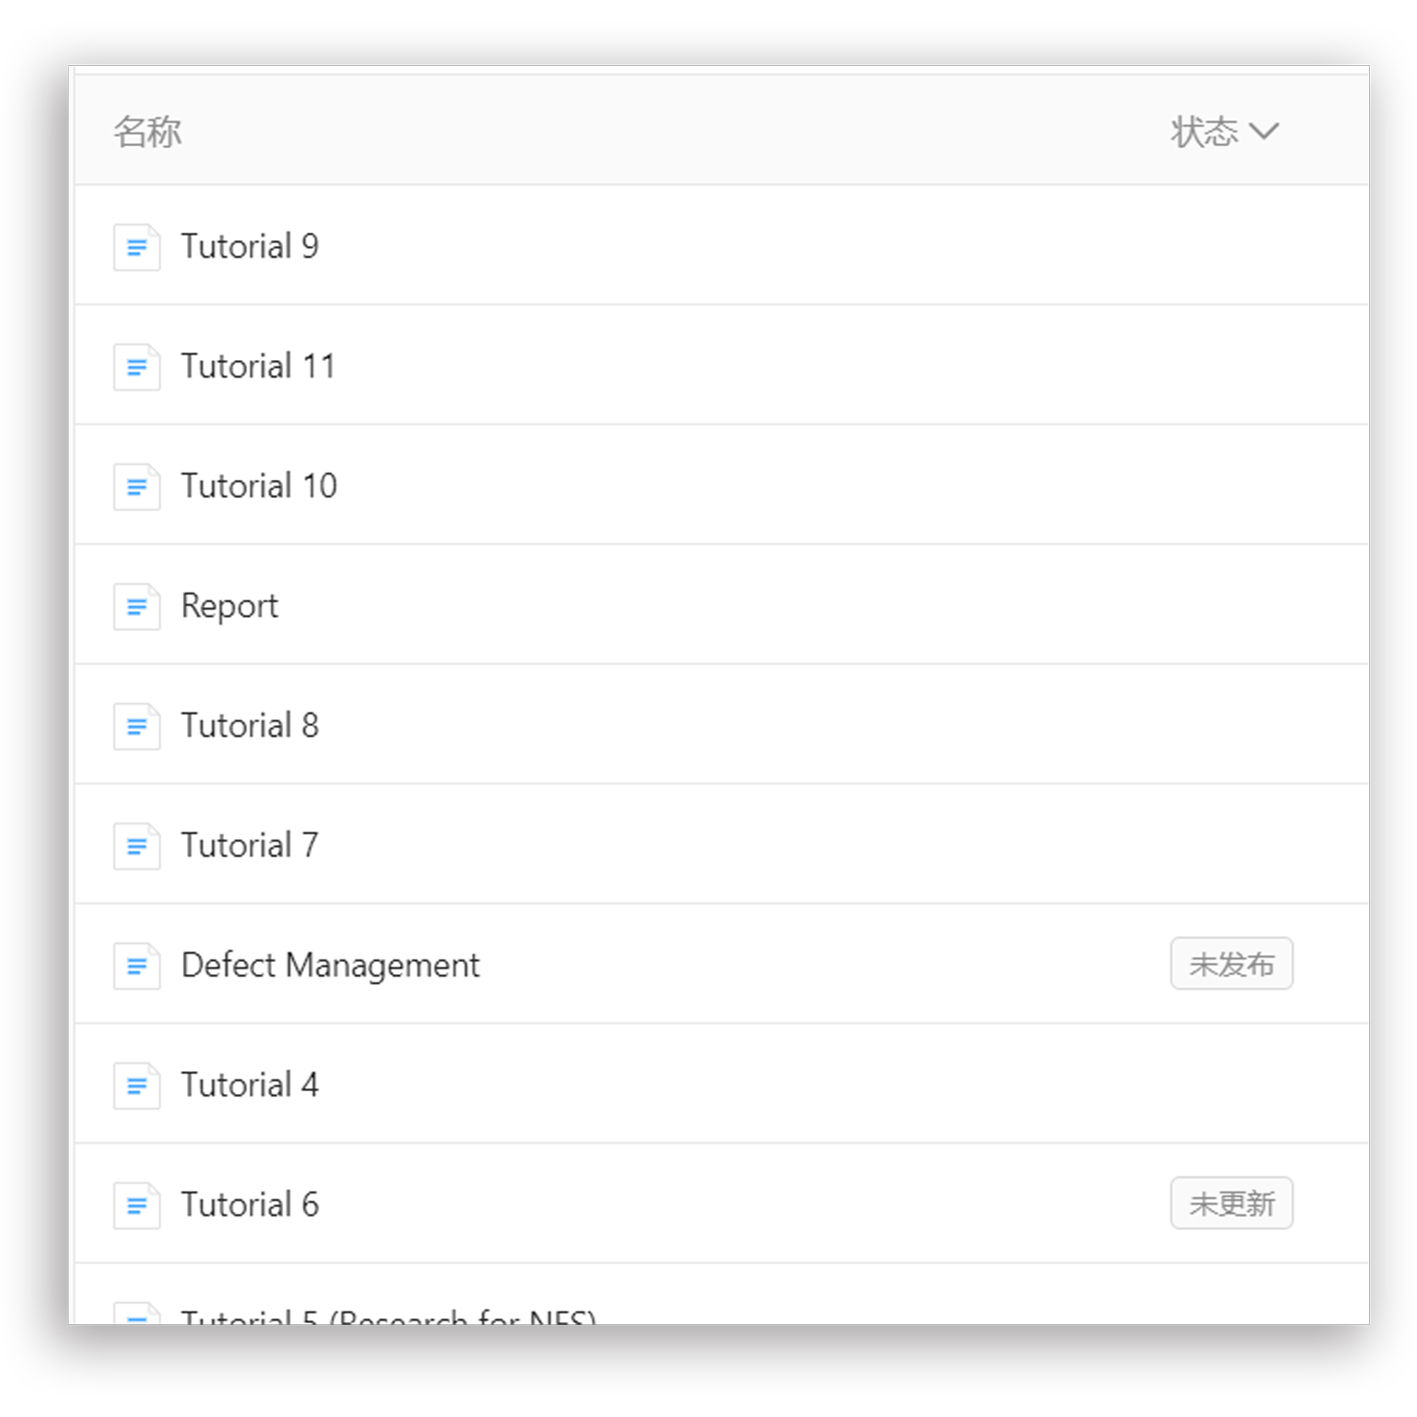 名称 状态
Tutorial 9
Tutorial 11
Tutorial 10
Report
Tutorial 8
Tutorial 7
Defect Management 未发布
Tutorial 4
Tutorial 6 未更新
Tutorial 5 (Research for NFS)